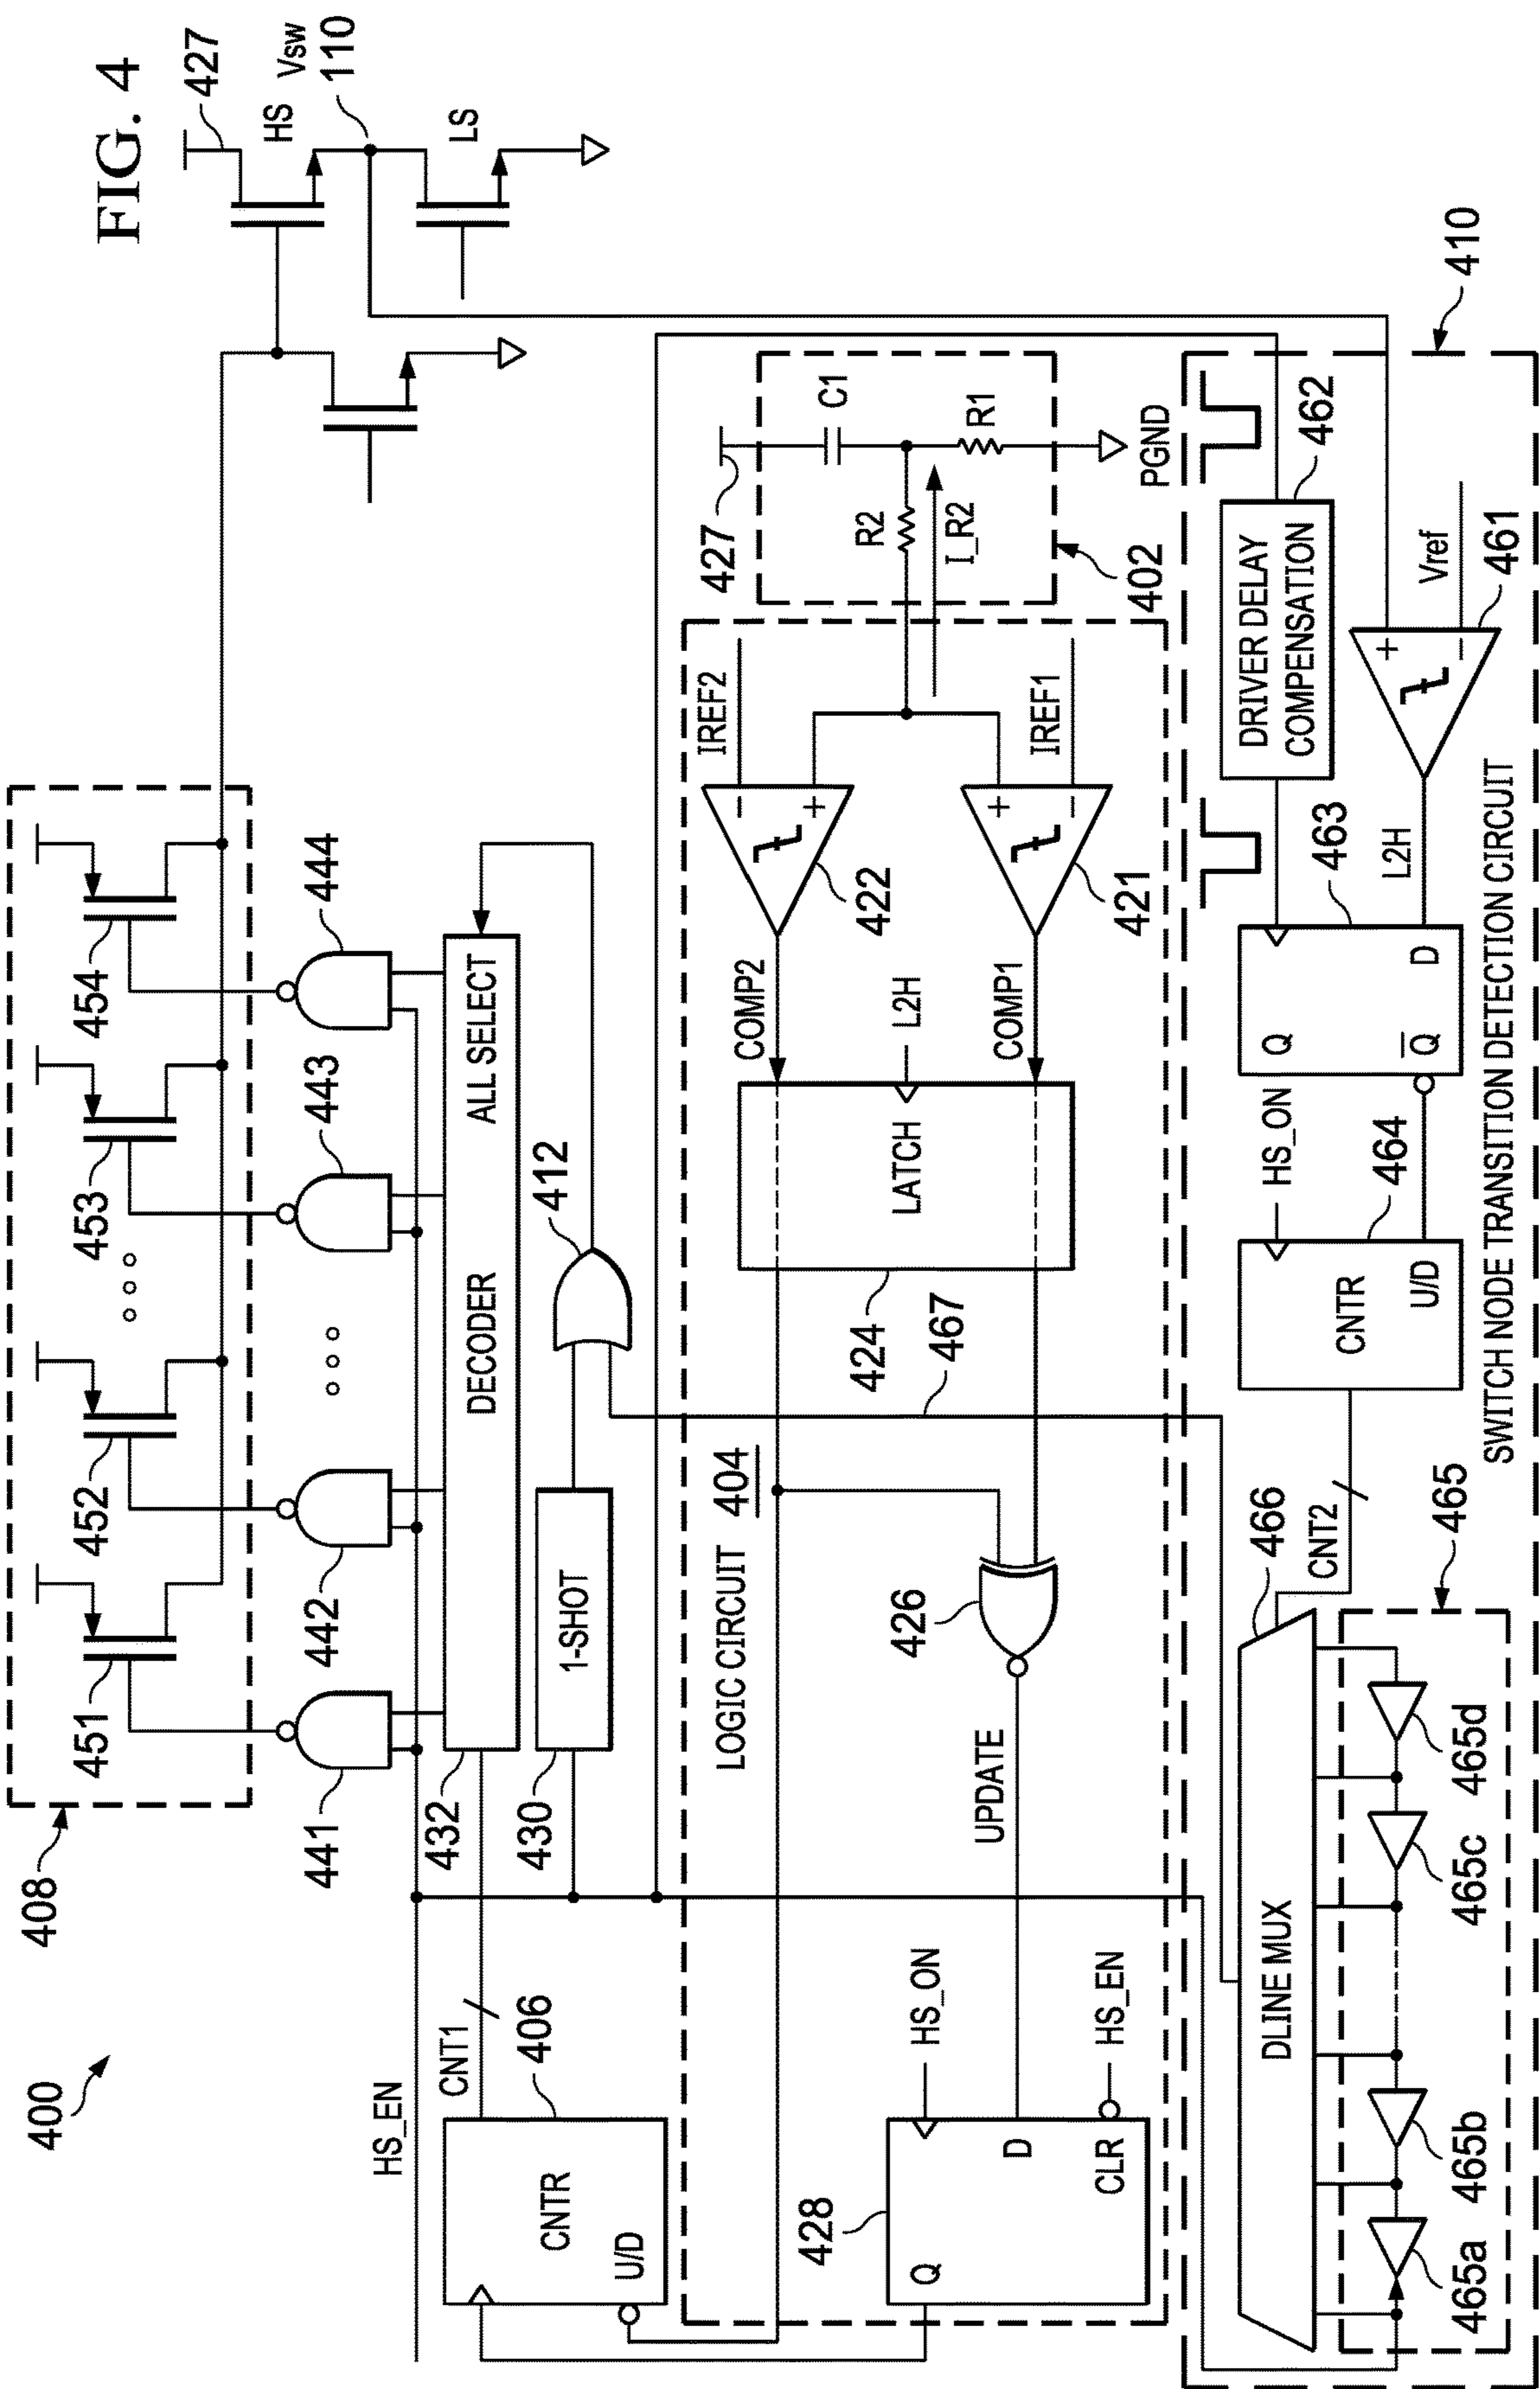 FIG. 4
400
408
451
452
453
454
441
442
443
444
HS_EN
CNT1
CNTR
U/D
406
432
DECODER
ALL SELECT
430
1-SHOT
412
427
HS
Vsw
110
LS
LOGIC CIRCUIT
404
428
Q
D
CLR
HS_ON
HS_EN
UPDATE
426
424
467
LATCH
L2H
COMP2
COMP1
422
421
IREF2
IREF1
427
C1
R2
R1
I_R2
402
PGND
410
DRIVER DELAY
COMPENSATION
462
Vref
461
L2H
463
Q
D
Q
HS_ON
464
CNTR
U/D
CNT2
466
465
DLINE MUX
465a
465b
465c
465d
SWITCH NODE TRANSITION DETECTION CIRCUIT